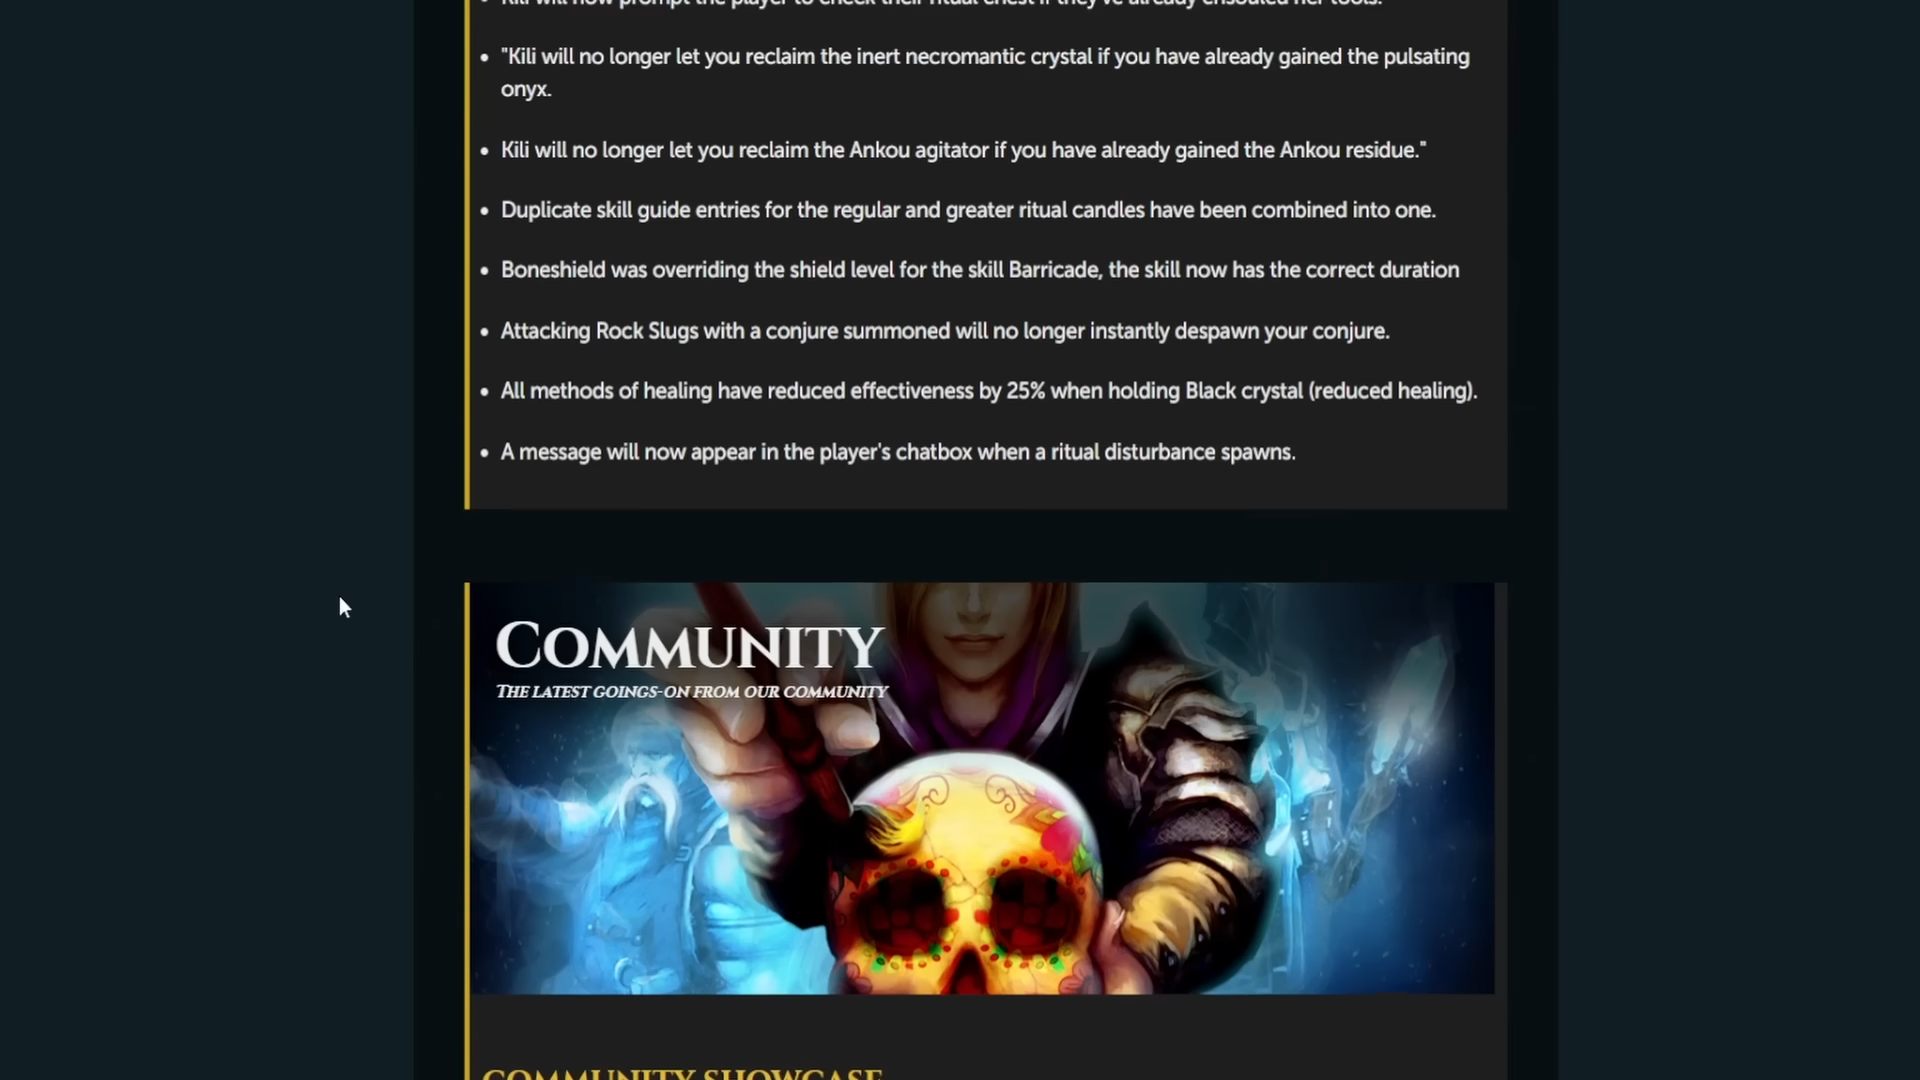 Kili will now prompt the player to check their ritual chest if they've already ensouled her tools.
• "Kili will no longer let you reclaim the inert necromantic crystal if you have already gained the pulsating
onyx.
• Kili will no longer let you reclaim the Ankou agitator if you have already gained the Ankou residue."
• Duplicate skill guide entries for the regular and greater ritual candles have been combined into one.
• Boneshield was overriding the shield level for the skill Barricade, the skill now has the correct duration
• Attacking Rock Slugs with a conjure summoned will no longer instantly despawn your conjure.
• All methods of healing have reduced effectiveness by 25% when holding Black crystal (reduced healing).
• A message will now appear in the player's chatbox when a ritual disturbance spawns.
COMMUNITY
THE LATEST GOINGS-ON FROM OUR COMMUNITY
COMMUNITY SHOWCASE